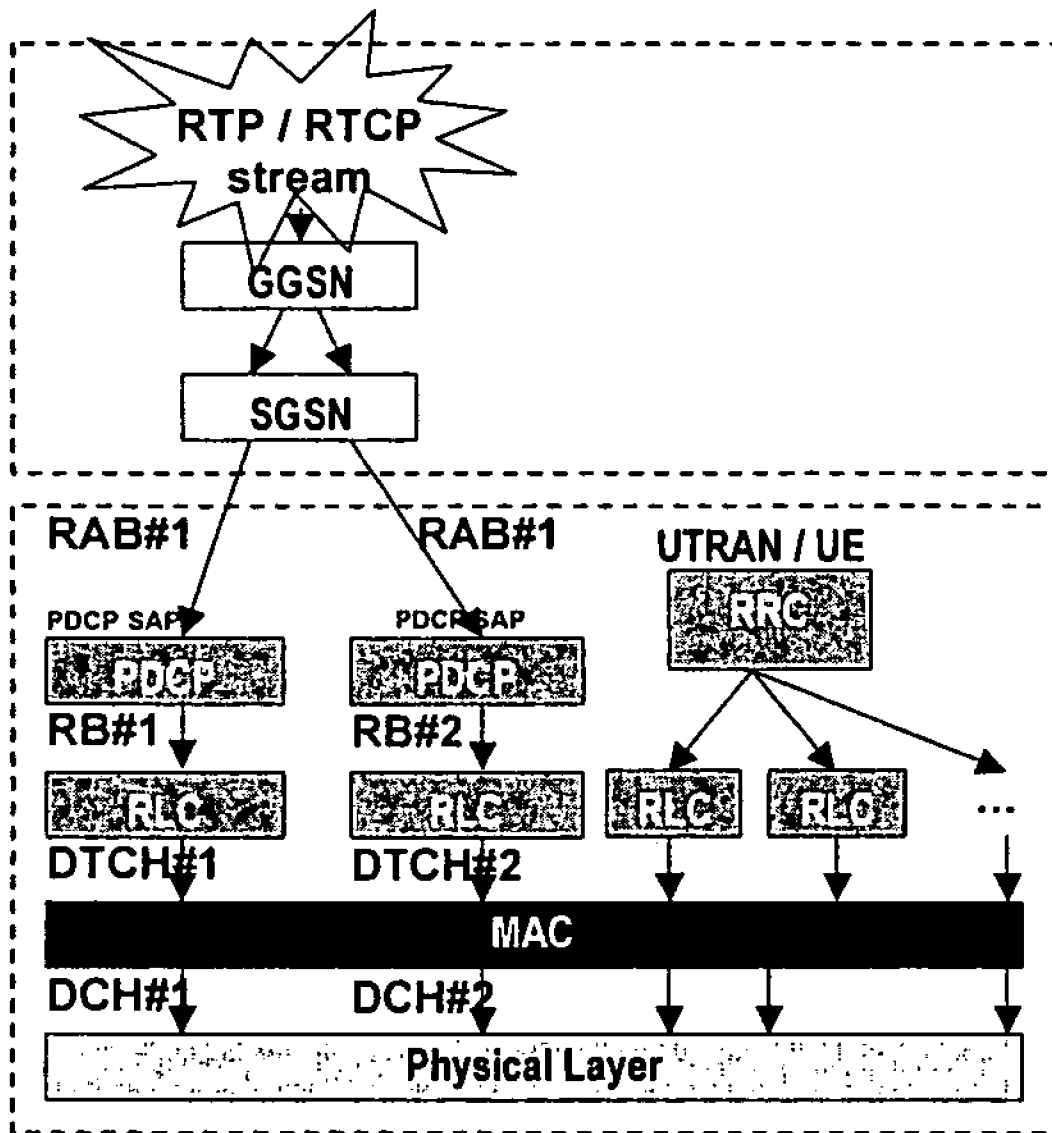 RTP / RTCP
stream
GGSN
SGSN
RAB#1
RAB#1
UTRAN / UE
RRC
PDCP SAP
PDCP SAP
PDCP
PDCP
RB#1
RB#2
RLC
RLC
RLC
RLC
...
DTCH#1
DTCH#2
MAC
DCH#1
DCH#2
Physical Layer